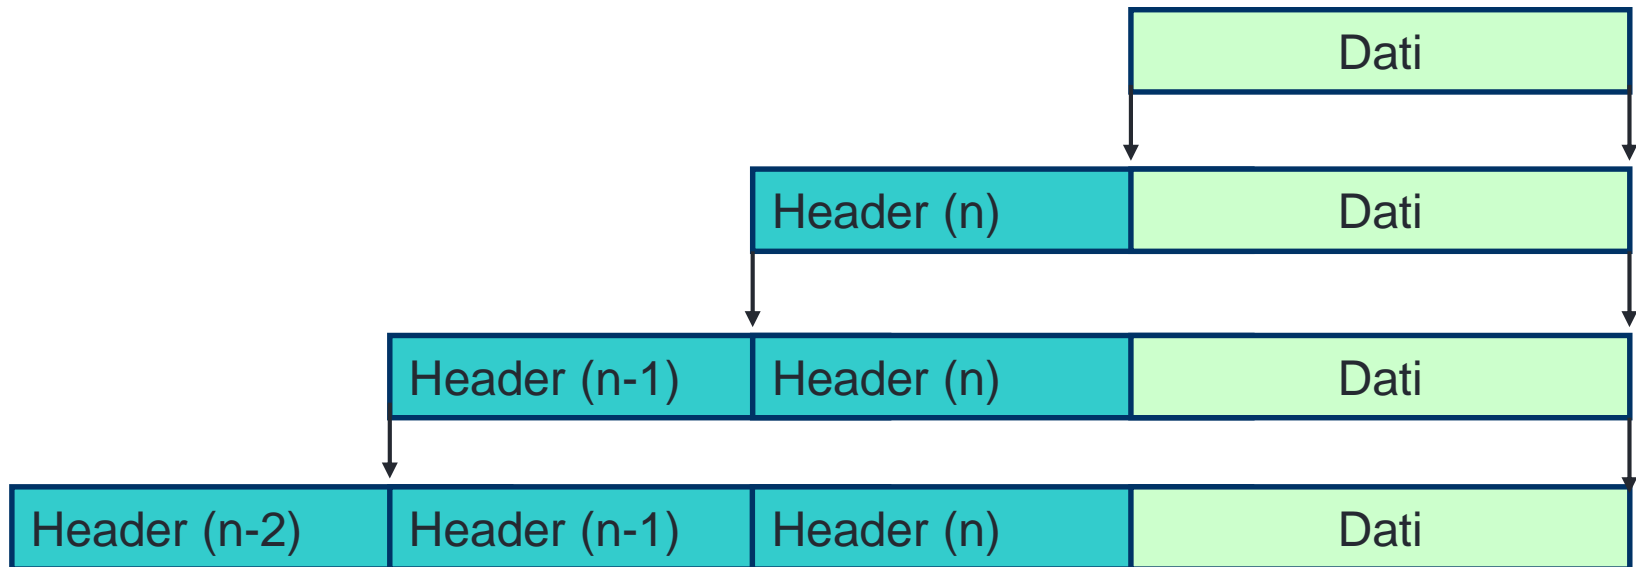 Dati
Header (n) Dati
Header (n-1) Header (n) Dati
Header (n-2) Header (n-1) Header (n) Dati